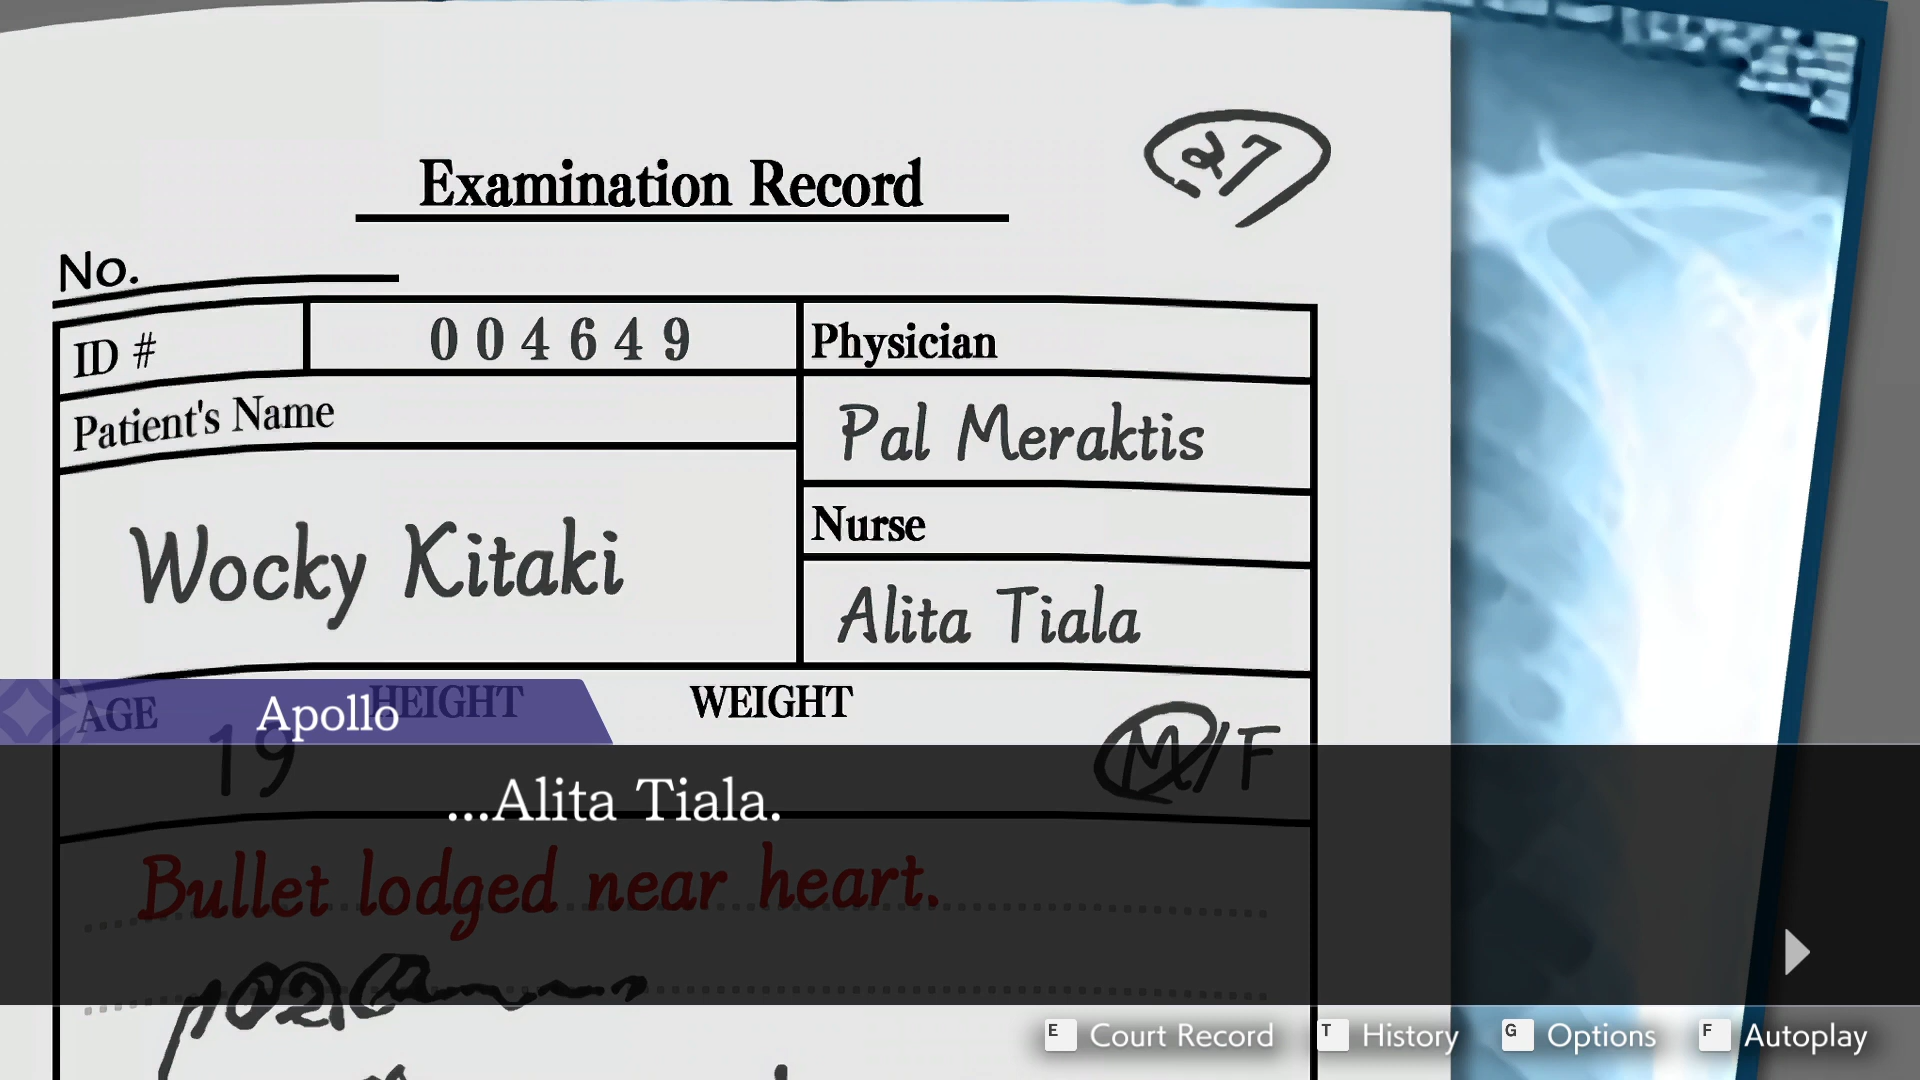 27
Examination Record
No.
ID # 004649 Physician
Patient's Name
Pal Meraktis
Nurse
Wocky Kitaki
Alita Tiala
AGE HEIGHT WEIGHT
19 M/F
Apollo
...Alita Tiala.
Bullet lodged near heart.
E Court Record T History G Options F Autoplay